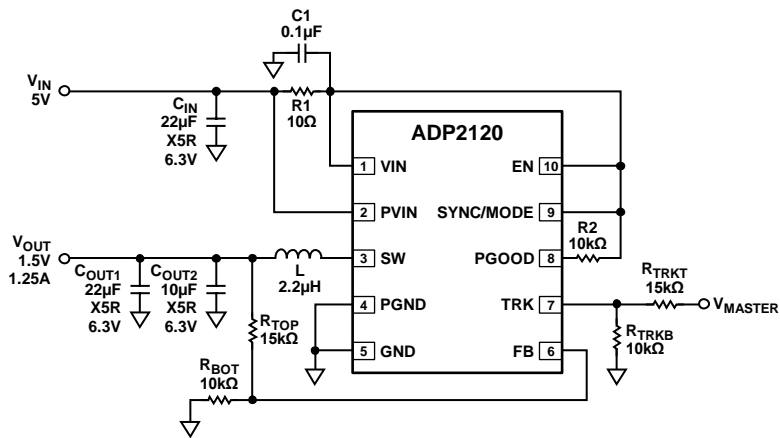 C1
0.1µF
VIN
5V
CIN
22µF
X5R
6.3V
R1
10Ω
ADP2120
1 VIN
EN 10
2 PVIN
SYNC/MODE 9
3 SW
PGOOD 8
4 PGND
TRK 7
5 GND
FB 6
R2
10kΩ
VOUT
1.5V
1.25A
COUT1
22µF
X5R
6.3V
COUT2
10µF
X5R
6.3V
L
2.2µH
RTOP
15kΩ
RBOT
10kΩ
RTRKT
15kΩ
VMASTER
RTRKB
10kΩ